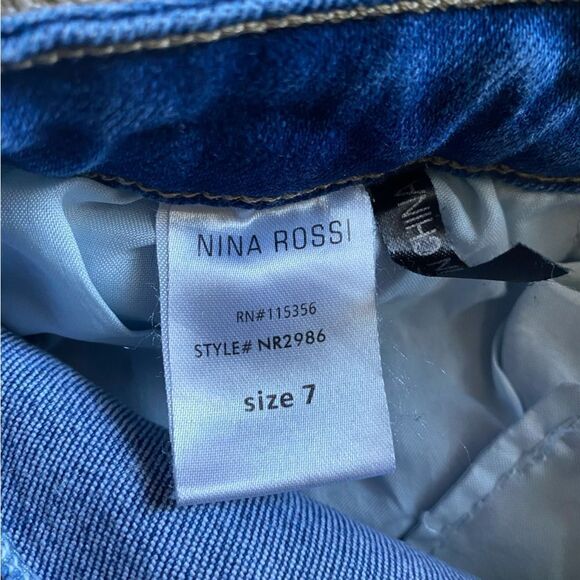 NINA ROSSI
RN#115356
STYLE# NR2986
size 7